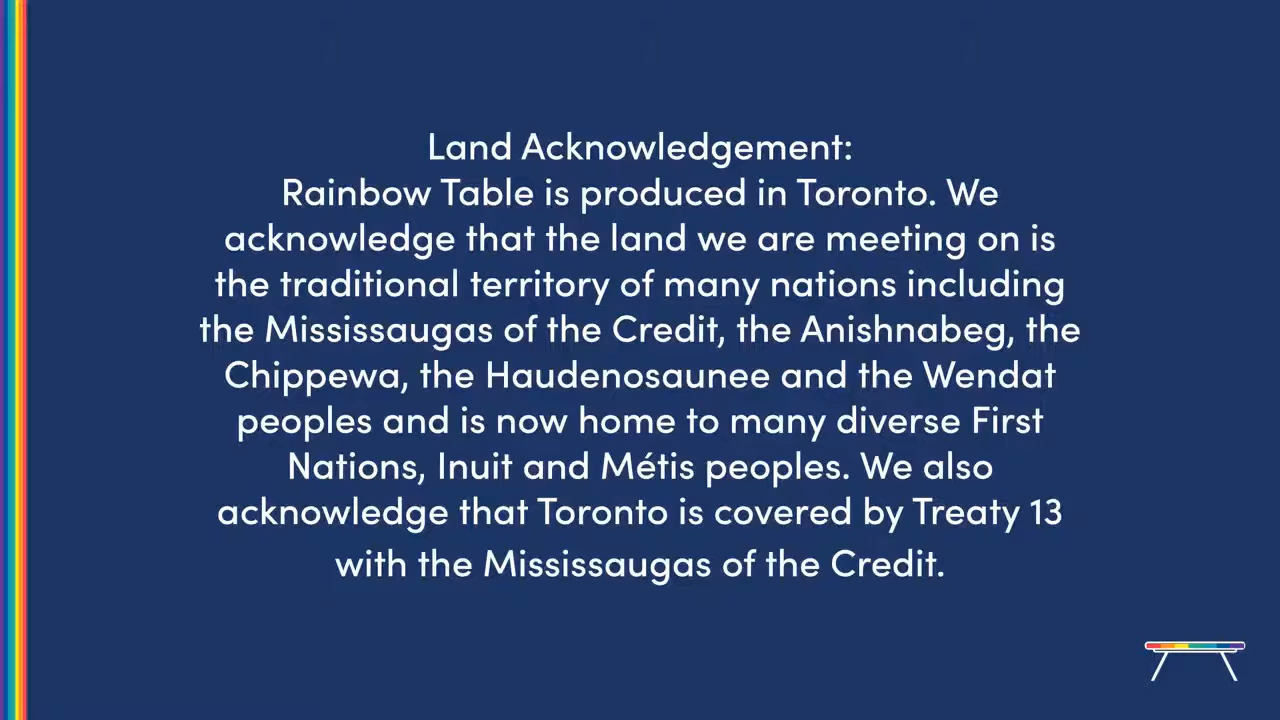 Land Acknowledgement:
Rainbow Table is produced in Toronto. We
acknowledge that the land we are meeting on is
the traditional territory of many nations including
the Mississaugas of the Credit, the Anishnabeg, the
Chippewa, the Haudenosaunee and the Wendat
peoples and is now home to many diverse First
Nations, Inuit and Métis peoples. We also
acknowledge that Toronto is covered by Treaty 13
with the Mississaugas of the Credit.